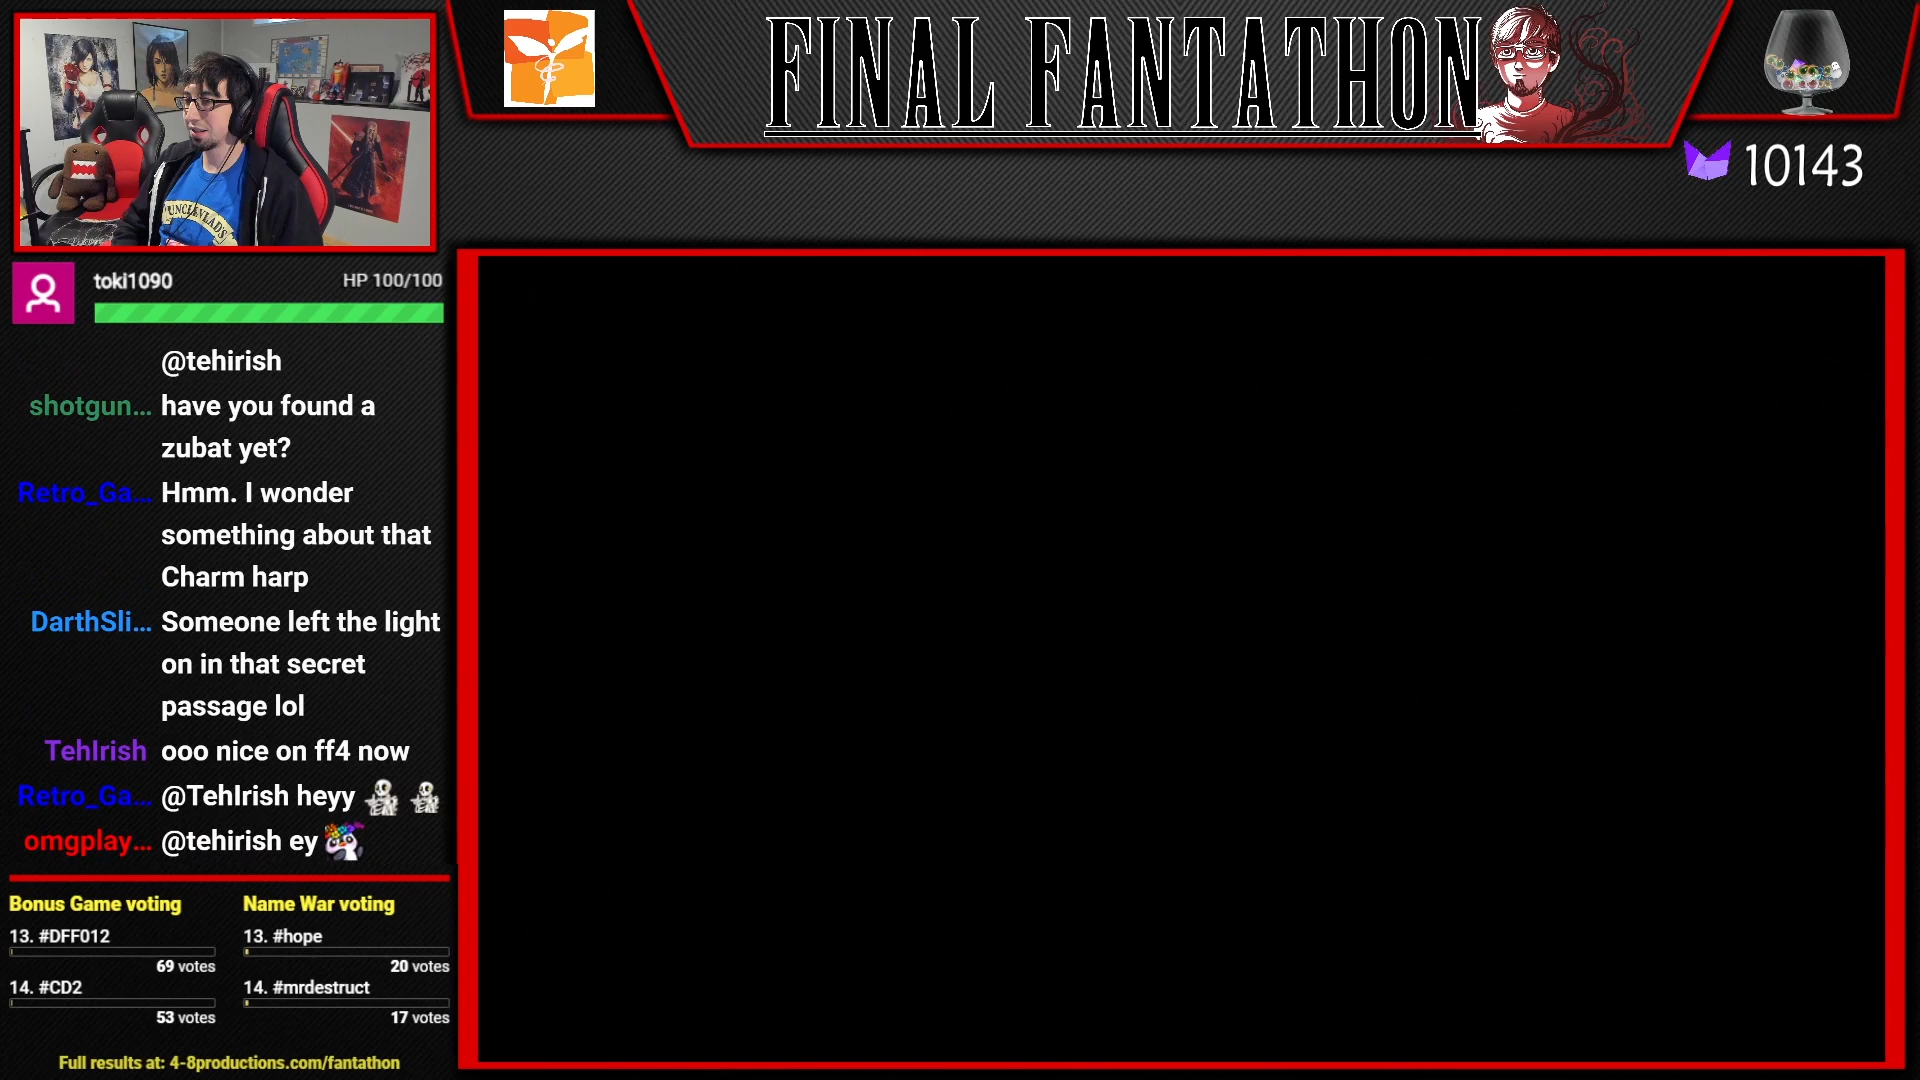 FINAL FANTATHON
10143
UNCLE VLADS
toki1090
HP 100/100
@tehirish
shotgun... have you found a
zubat yet?
Retro_Ga... Hmm. I wonder
something about that
Charm harp
DarthSli... Someone left the light
on in that secret
passage lol
TehIrish ooo nice on ff4 now
Retro_Ga... @TehIrish heyy
omgplay... @tehirish ey
Bonus Game voting
13. #DFF012
69 votes
14. #CD2
53 votes
Name War voting
13. #hope
20 votes
14. #mrdestruct
17 votes
Full results at: 4-8productions.com/fantathon